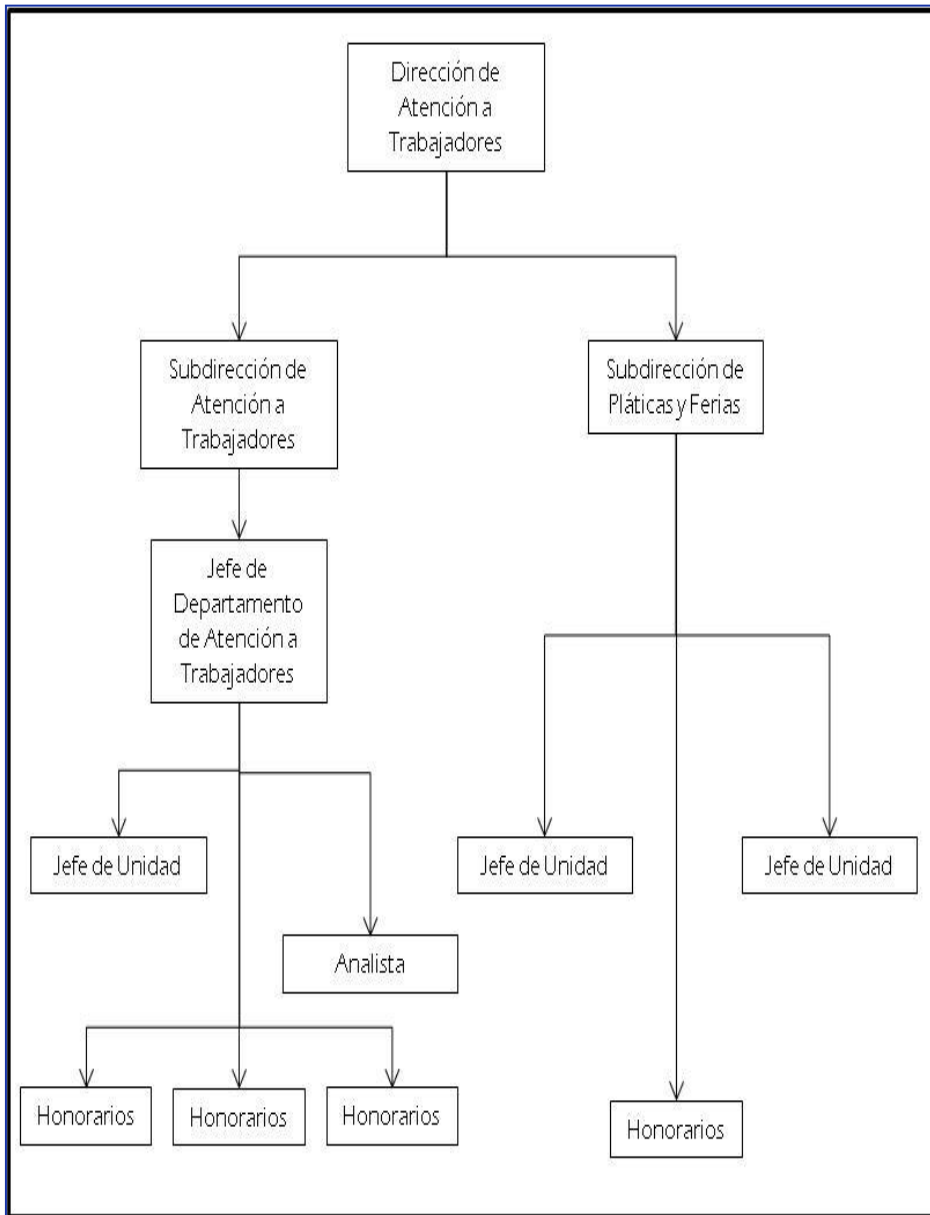 Dirección de
Atención a
Trabajadores
Subdirección de
Atención a
Trabajadores
Subdirección de
Pláticas y Ferias
Jefe de
Departamento
de Atención a
Trabajadores
Jefe de Unidad
Jefe de Unidad
Jefe de Unidad
Analista
Honorarios
Honorarios
Honorarios
Honorarios